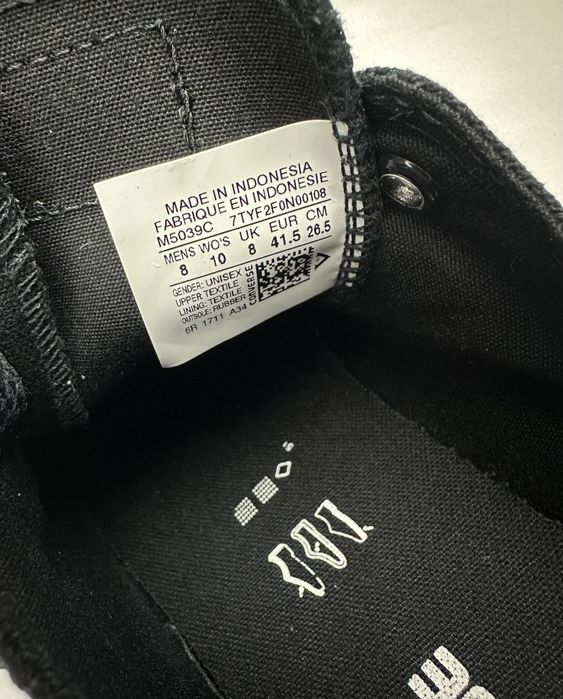 MADE IN INDONESIA
FABRIQUE EN INDONESIE
M5039C 7TYF2F0N00108
MENS WO'S UK EUR CM
8 10 8 41.5 26.5
GENDER: UNISEX
UPPER TEXTILE
LINING: TEXTILE
OUTSOLE: RUBBER
6R 1711 A34
CONVERSE